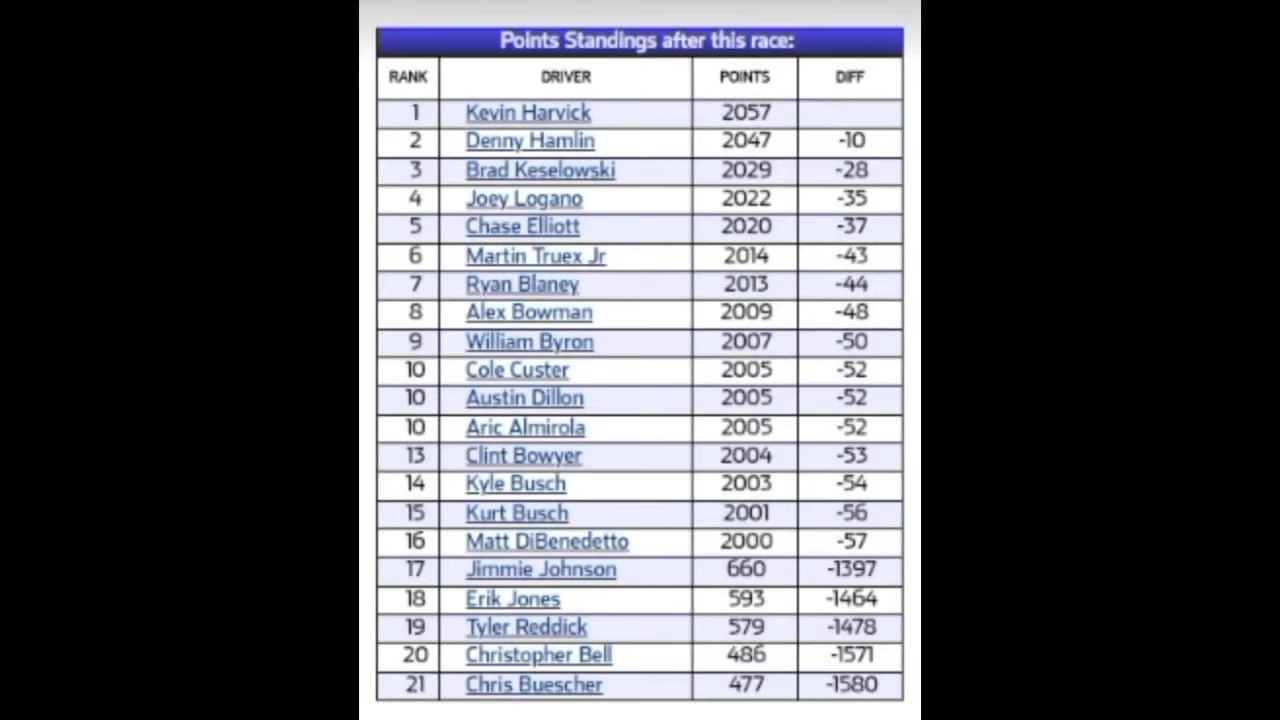 Points Standings after this race:
RANK DRIVER POINTS DIFF
1 Kevin Harvick 2057
2 Denny Hamlin 2047 -10
3 Brad Keselowski 2029 -28
4 Joey Logano 2022 -35
5 Chase Elliott 2020 -37
6 Martin Truex Jr 2014 -43
7 Ryan Blaney 2013 -44
8 Alex Bowman 2009 -48
9 William Byron 2007 -50
10 Cole Custer 2005 -52
10 Austin Dillon 2005 -52
10 Aric Almirola 2005 -52
13 Clint Bowyer 2004 -53
14 Kyle Busch 2003 -54
15 Kurt Busch 2001 -56
16 Matt DiBenedetto 2000 -57
17 Jimmie Johnson 660 -1397
18 Erik Jones 593 -1464
19 Tyler Reddick 579 -1478
20 Christopher Bell 486 -1571
21 Chris Buescher 477 -1580